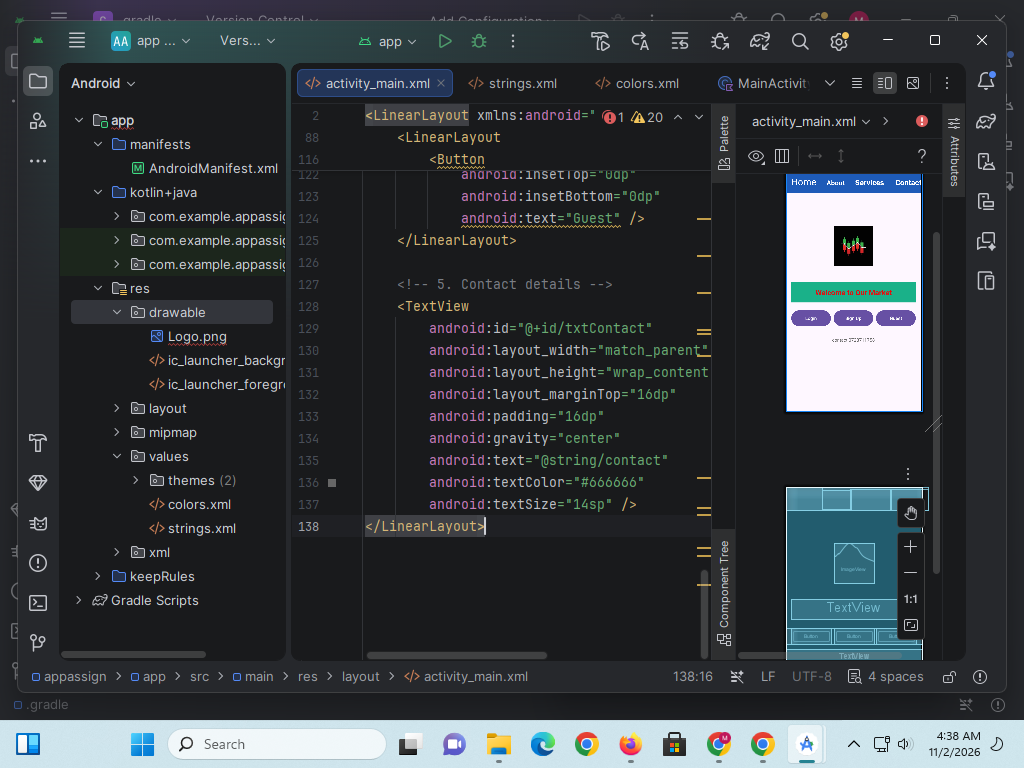 .gradle
Version Control
Add Configuration
M
AA
app ...
Vers...
app
Android
activity_main.xml
strings.xml
colors.xml
MainActivit
app
manifests
AndroidManifest.xml
kotlin+java
com.example.appassig
com.example.appassig
com.example.appassig
res
drawable
Logo.png
ic_launcher_backgr
ic_launcher_foregr
layout
mipmap
values
themes (2)
colors.xml
strings.xml
xml
keepRules
Gradle Scripts
2 <LinearLayout xmlns:android="
1 20
88 <LinearLayout
116 <Button
122 android:insetTop="0dp"
123 android:insetBottom="0dp"
124 android:text="Guest" />
125 </LinearLayout>
126
127 <!-- 5. Contact details -->
128 <TextView
129 android:id="@+id/txtContact"
130 android:layout_width="match_parent"
131 android:layout_height="wrap_content
132 android:layout_marginTop="16dp"
133 android:padding="16dp"
134 android:gravity="center"
135 android:text="@string/contact"
136 android:textColor="#666666"
137 android:textSize="14sp" />
138 </LinearLayout>
Palette
Component Tree
activity_main.xml
?
Attributes
Home About Services Contact
Welcome to Our Market
Login Sign Up Guest
ImageView
TextView
Button Button
TextView
1:1
appassign > app > src > main > res > layout > activity_main.xml
138:16 LF UTF-8 4 spaces
.gradle
Search
M
4:38 AM
11/2/2026